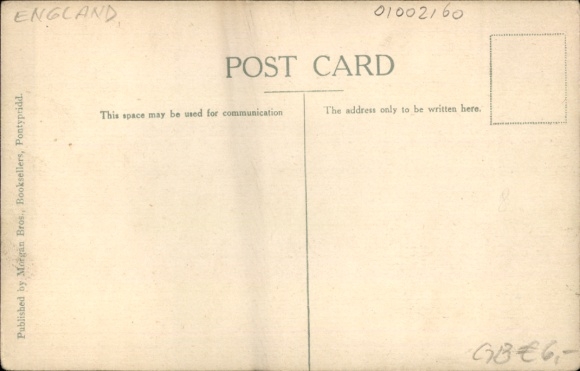 ENGLAND,
01002160
POST CARD
This space may be used for communication
The address only to be written here.
Published by Morgan Bros., Booksellers, Pontypridd.
GB € 6,-